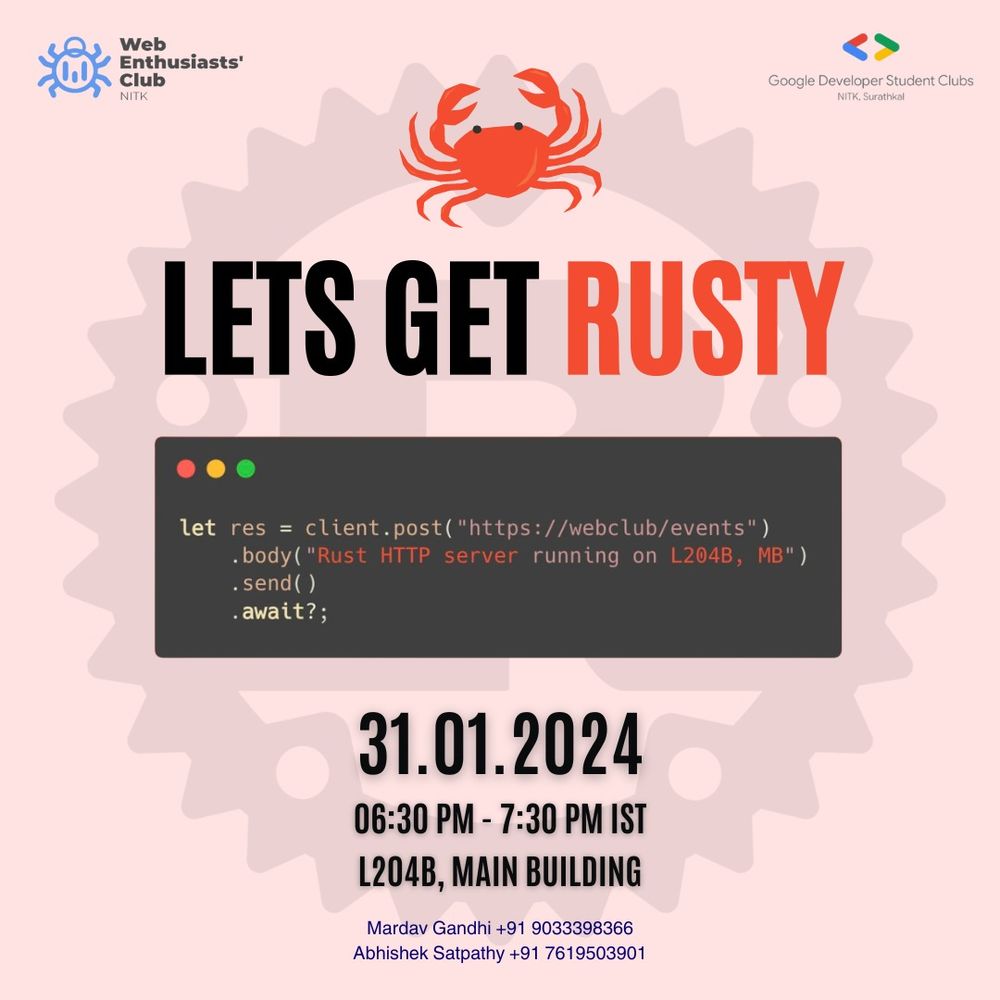 Web
Enthusiasts'
Club
NITK
Google Developer Student Clubs
NITK, Surathkal
LETS GET RUSTY
let res = client.post("https://webclub/events")
.body("Rust HTTP server running on L204B, MB")
.send()
.await?;
31.01.2024
06:30 PM - 7:30 PM IST
L204B, MAIN BUILDING
Mardav Gandhi +91 9033398366
Abhishek Satpathy +91 7619503901